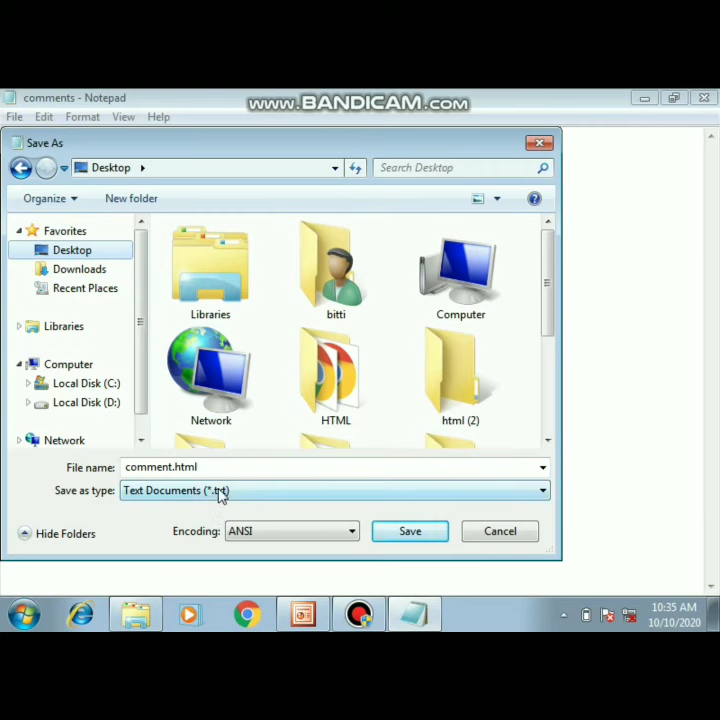 comments - Notepad
www.BANDICAM.com
File Edit Format View Help
Save As
Desktop
Search Desktop
Organize New folder
Favorites
Desktop
Downloads
Recent Places
Libraries
Computer
Local Disk (C:)
Local Disk (D:)
Network
Libraries bitti Computer
Network HTML html (2)
File name: comment.html
Save as type: Text Documents (*.txt)
Hide Folders Encoding: ANSI Save Cancel
10:35 AM
10/10/2020